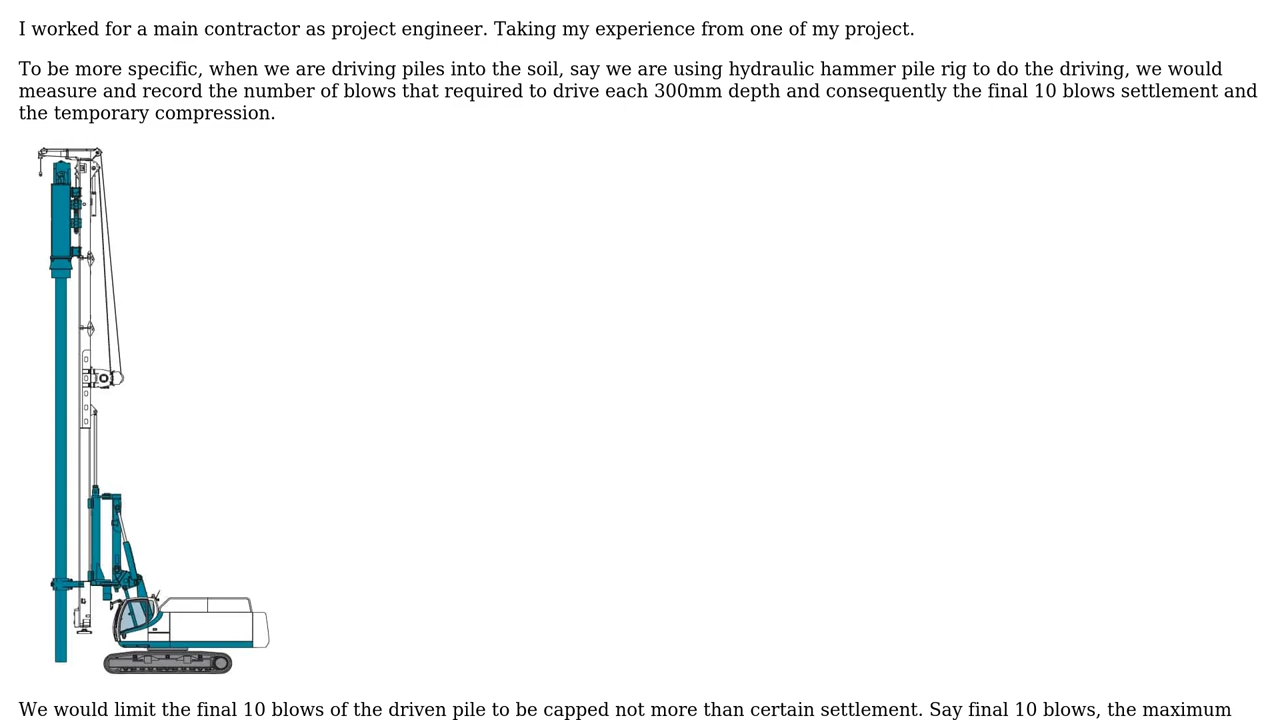 I worked for a main contractor as project engineer. Taking my experience from one of my project.
To be more specific, when we are driving piles into the soil, say we are using hydraulic hammer pile rig to do the driving, we would
measure and record the number of blows that required to drive each 300mm depth and consequently the final 10 blows settlement and
the temporary compression.
We would limit the final 10 blows of the driven pile to be capped not more than certain settlement. Say final 10 blows, the maximum